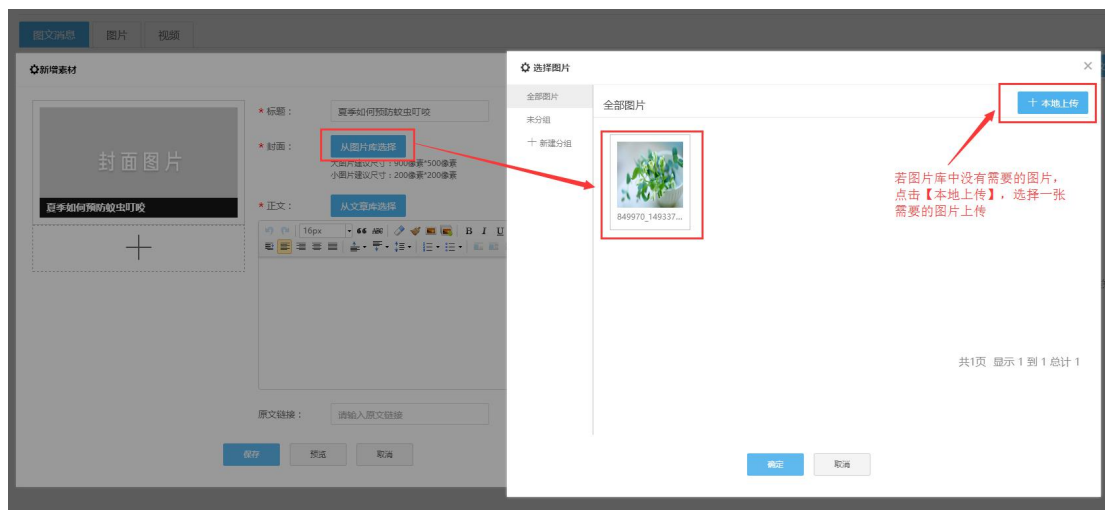 图文消息 图片 视频
新增素材
封面图片
夏季如何预防蚊虫叮咬
* 标题： 夏季如何预防蚊虫叮咬
* 封面： 从图片库选择
大图片建议尺寸：900像素*500像素
小图片建议尺寸：200像素*200像素
* 正文： 从文章库选择
16px
B I U
原文链接： 请输入原文链接
保存 预览 取消
选择图片
全部图片
未分组
十 新建分组
全部图片
十 本地上传
849970_149337...
若图片库中没有需要的图片，
点击【本地上传】，选择一张
需要的图片上传
共1页 显示 1 到 1 总计 1
确定 取消